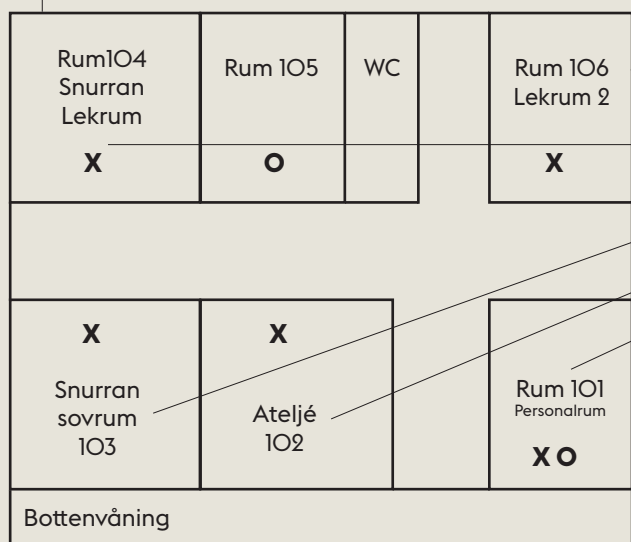 Rum104
Snurran
Lekrum
X
Rum 105
O
WC
Rum 106
Lekrum 2
X
X
Snurran
sovrum
103
X
Ateljé
102
Rum 101
Personalrum
X O
Bottenvåning